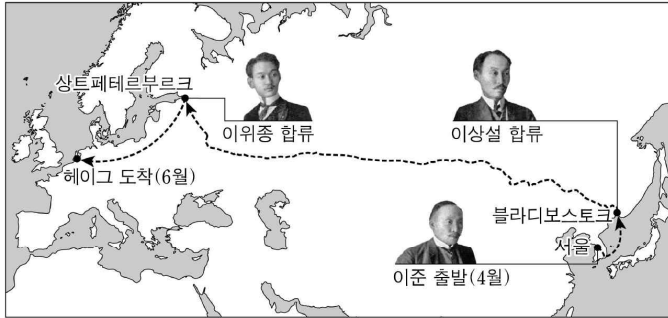 상트페테르부르크
이위종 합류
이상설 합류
헤이그 도착(6월)
블라디보스토크
서울
이준 출발(4월)